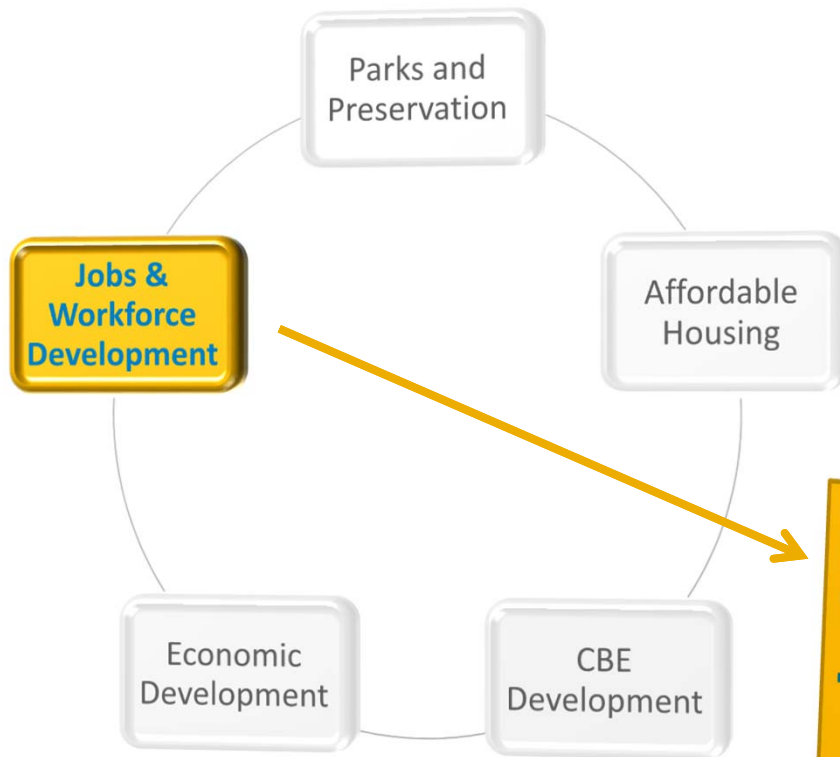 Parks and
Preservation
Jobs &
Workforce
Development
Affordable
Housing
Economic
Development
CBE
Development